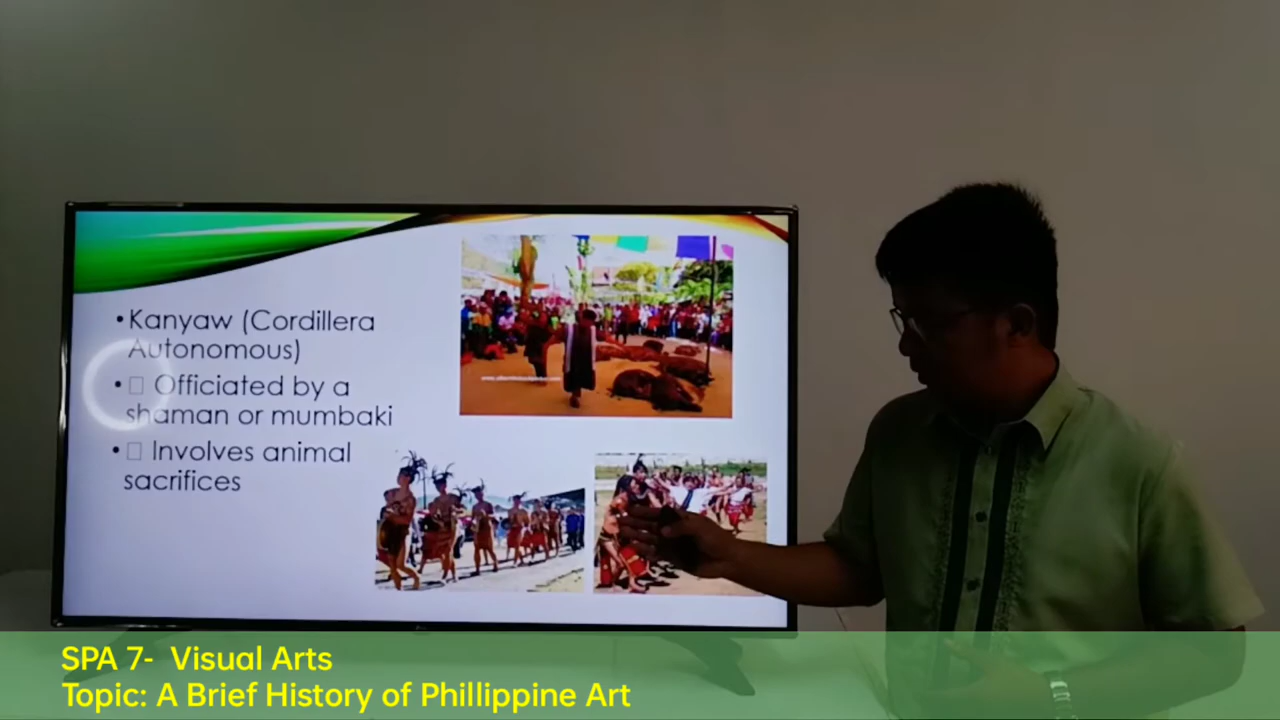 •Kanyaw (Cordillera
Autonomous)
•□ Officiated by a
shaman or mumbaki
•□ Involves animal
sacrifices
SPA 7- Visual Arts
Topic: A Brief History of Phillippine Art